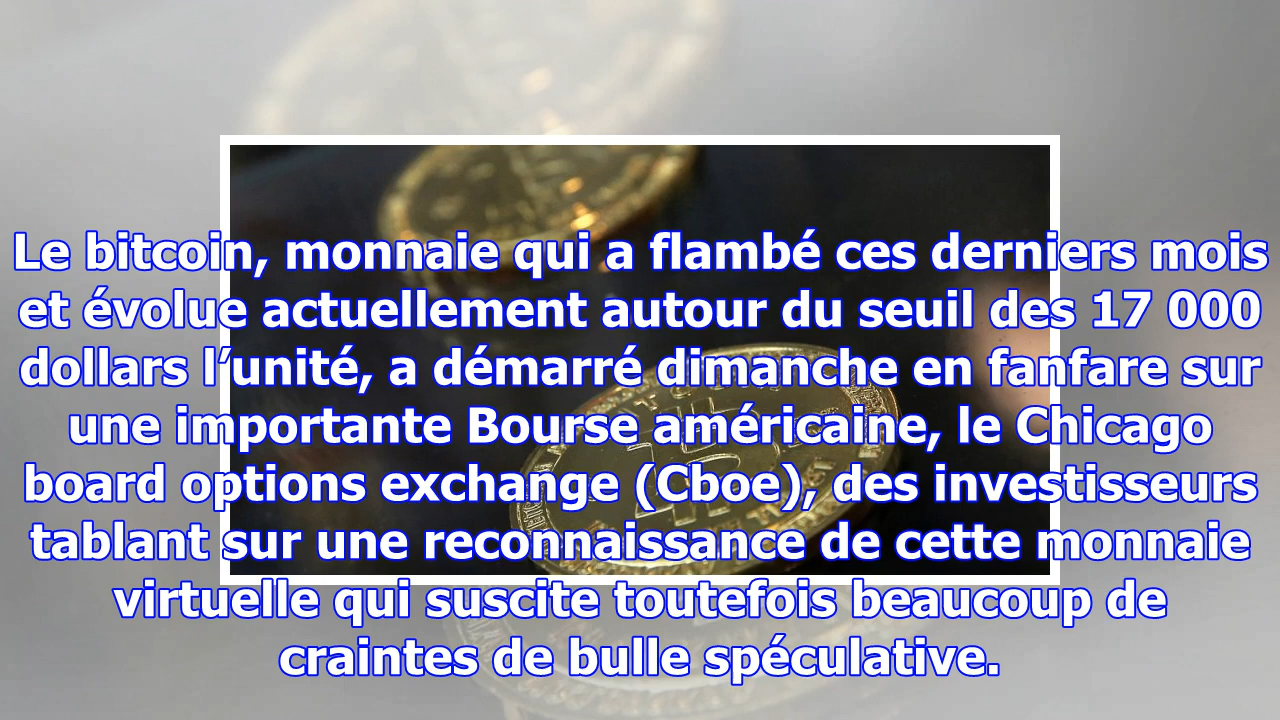 Le bitcoin, monnaie qui a flambé ces derniers mois
et évolue actuellement autour du seuil des 17 000
dollars l’unité, a démarré dimanche en fanfare sur
une importante Bourse américaine, le Chicago
board options exchange (Cboe), des investisseurs
tablant sur une reconnaissance de cette monnaie
virtuelle qui suscite toutefois beaucoup de
craintes de bulle spéculative.